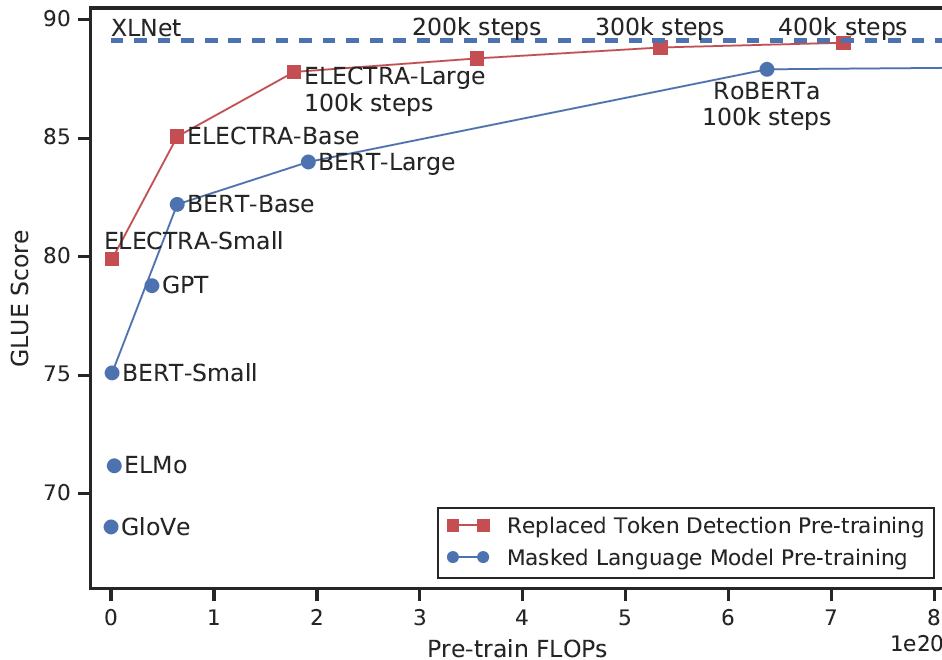 90
XLNet
200k steps
300k steps
400k steps
ELECTRA-Large
100k steps
RoBERTa
100k steps
85
ELECTRA-Base
BERT-Large
BERT-Base
ELECTRA-Small
80
GPT
GLUE Score
75
BERT-Small
ELMo
70
GloVe
Replaced Token Detection Pre-training
Masked Language Model Pre-training
0 1 2 3 4 5 6 7 8
Pre-train FLOPs
1e20